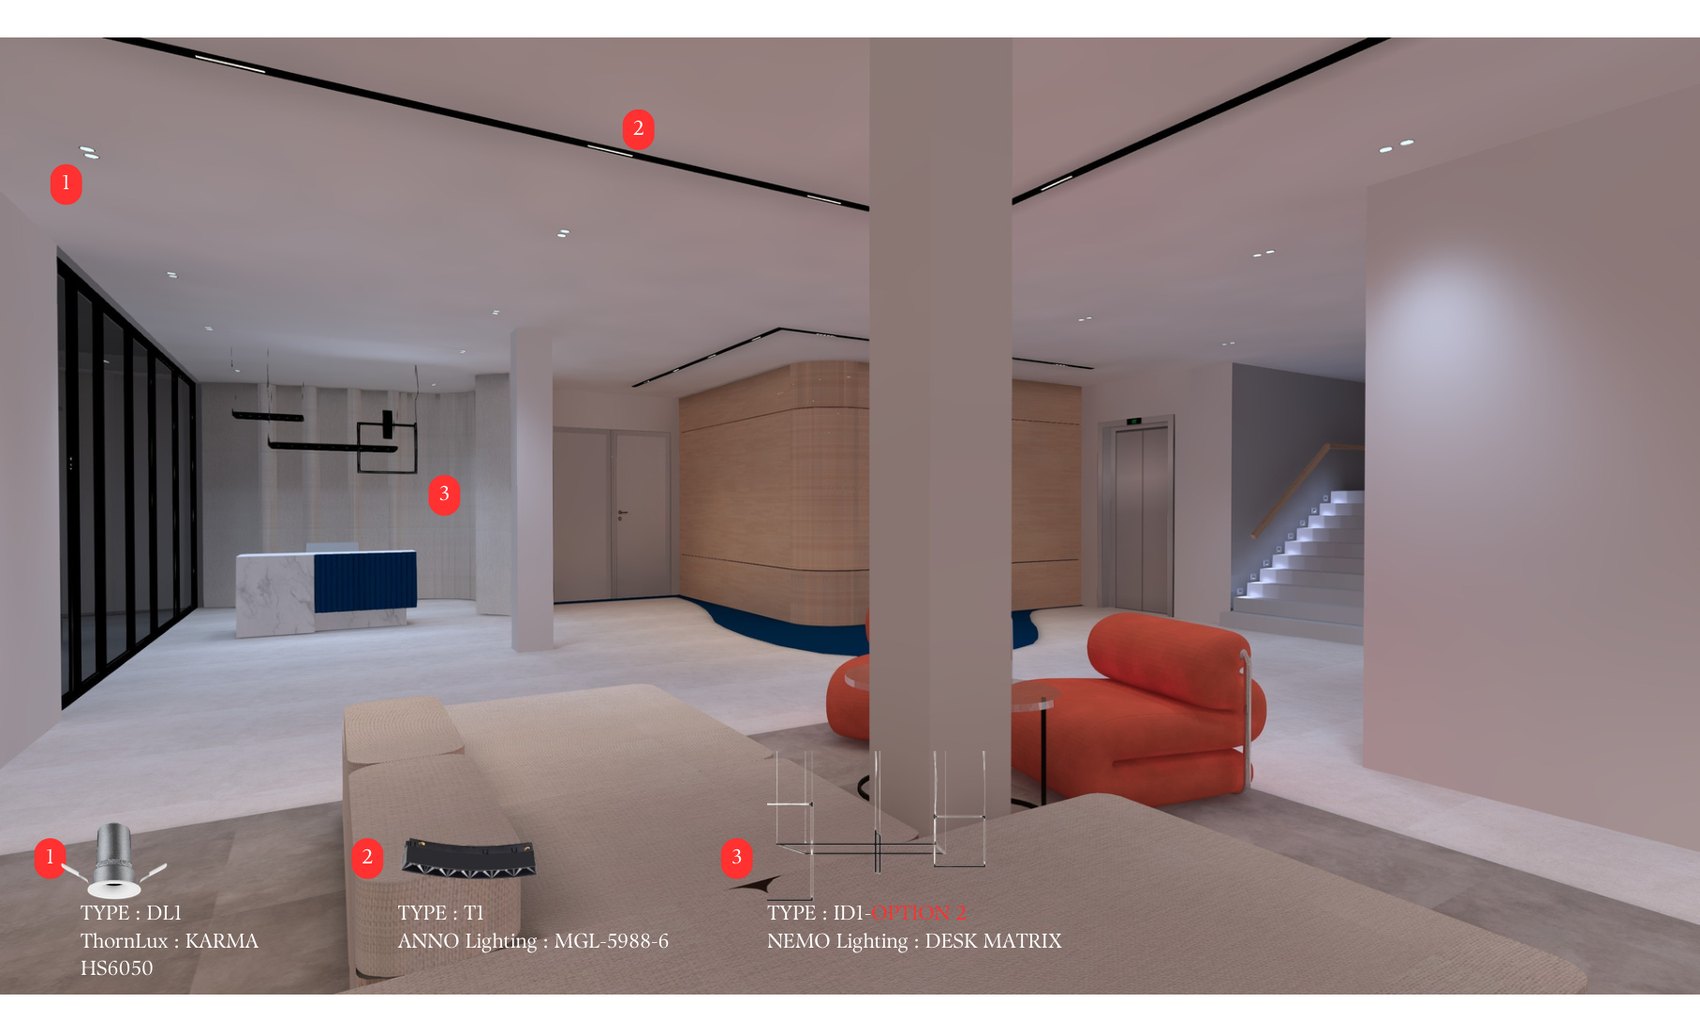 2
1
3
1
2
3
TYPE : DL1
ThornLux : KARMA
HS6050
TYPE : T1
ANNO Lighting : MGL-5988-6
TYPE : ID1-OPTION 2
NEMO Lighting : DESK MATRIX